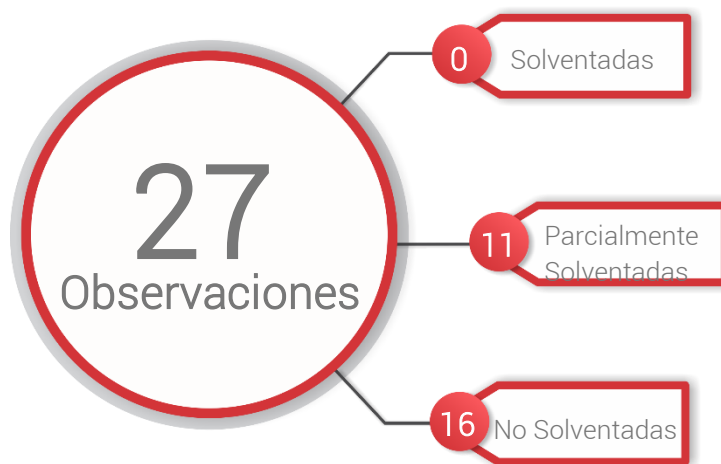 27
Observaciones
0
Solventadas
11
Parcialmente
Solventadas
16
No Solventadas